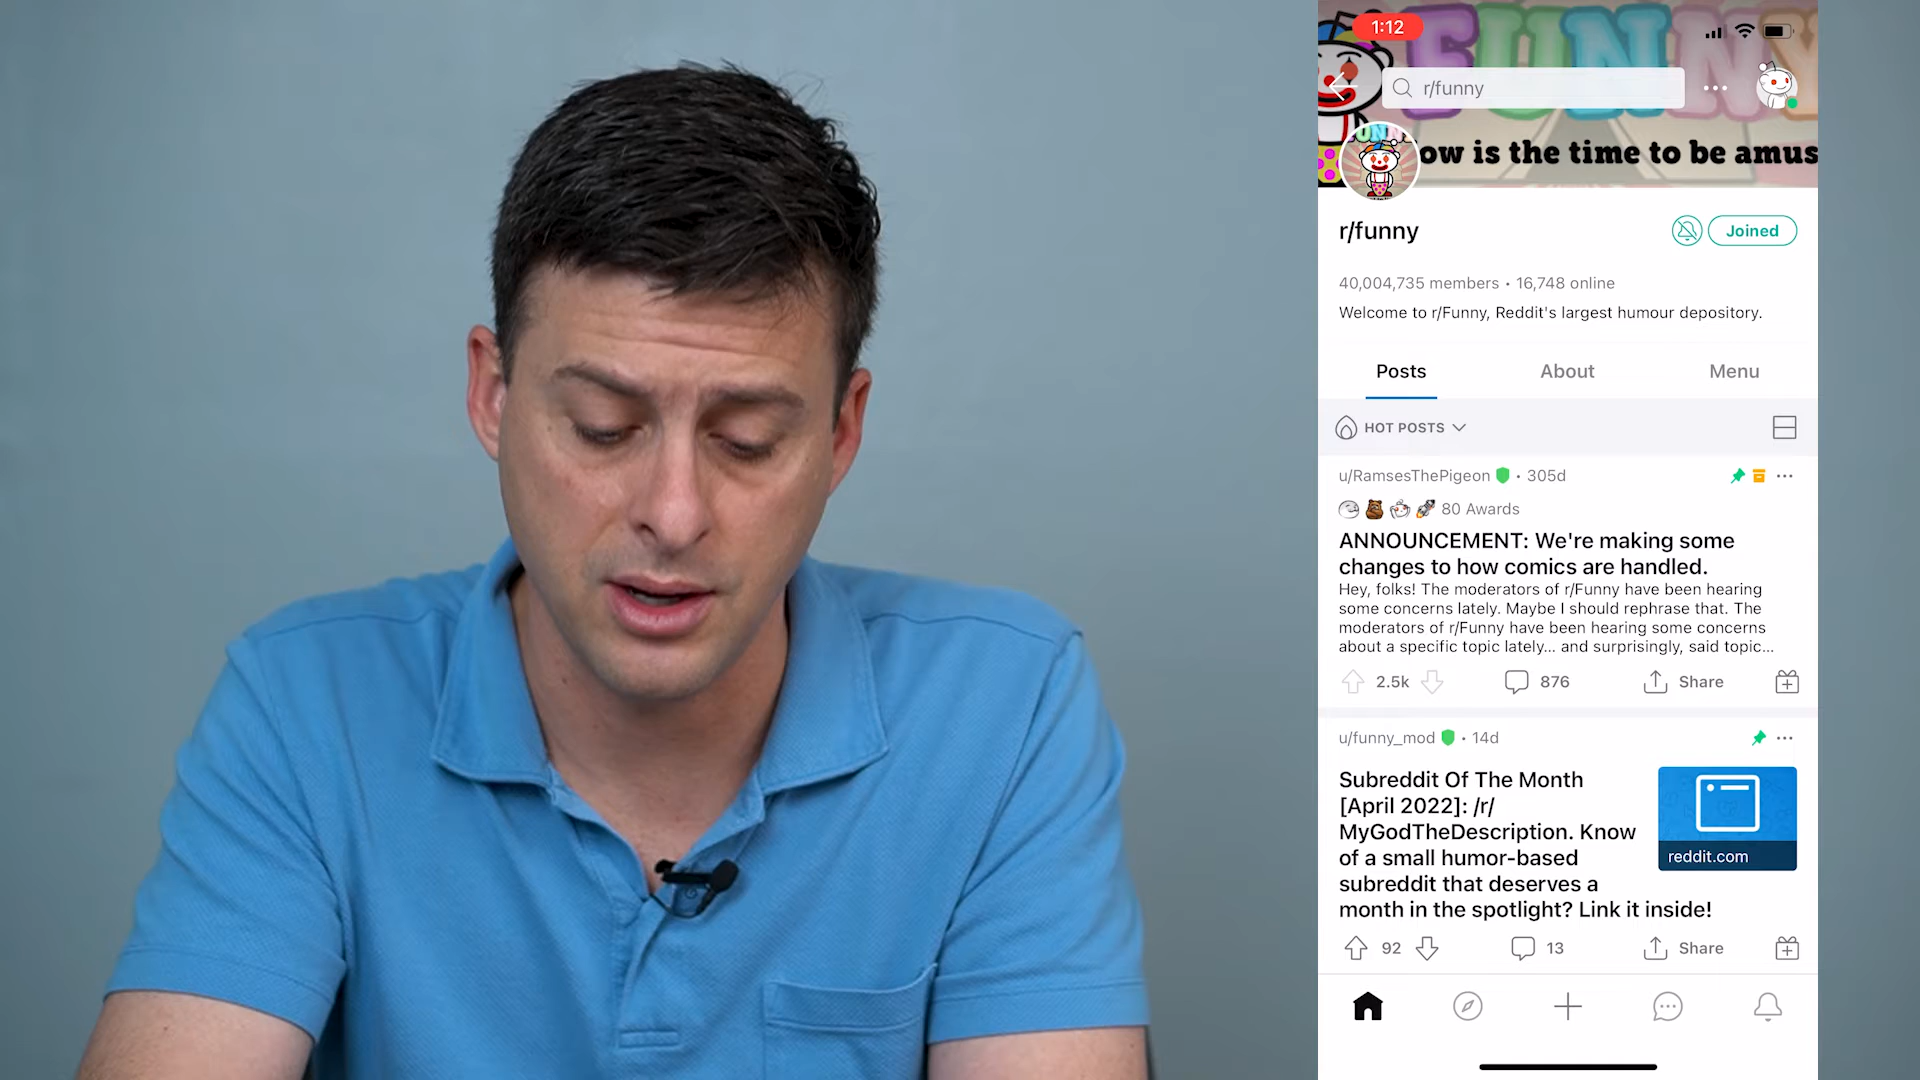 FUNNY
1:12
r/funny
ow is the time to be amus
r/funny
Joined
40,004,735 members • 16,748 online
Welcome to r/Funny, Reddit's largest humour depository.
Posts
About
Menu
HOT POSTS
u/RamsesThePigeon • 305d
80 Awards
ANNOUNCEMENT: We're making some
changes to how comics are handled.
Hey, folks! The moderators of r/Funny have been hearing
some concerns lately. Maybe I should rephrase that. The
moderators of r/Funny have been hearing some concerns
about a specific topic lately... and surprisingly, said topic...
2.5k
876
Share
u/funny_mod • 14d
Subreddit Of The Month
[April 2022]: /r/
MyGodTheDescription. Know
of a small humor-based
subreddit that deserves a
month in the spotlight? Link it inside!
reddit.com
92
13
Share